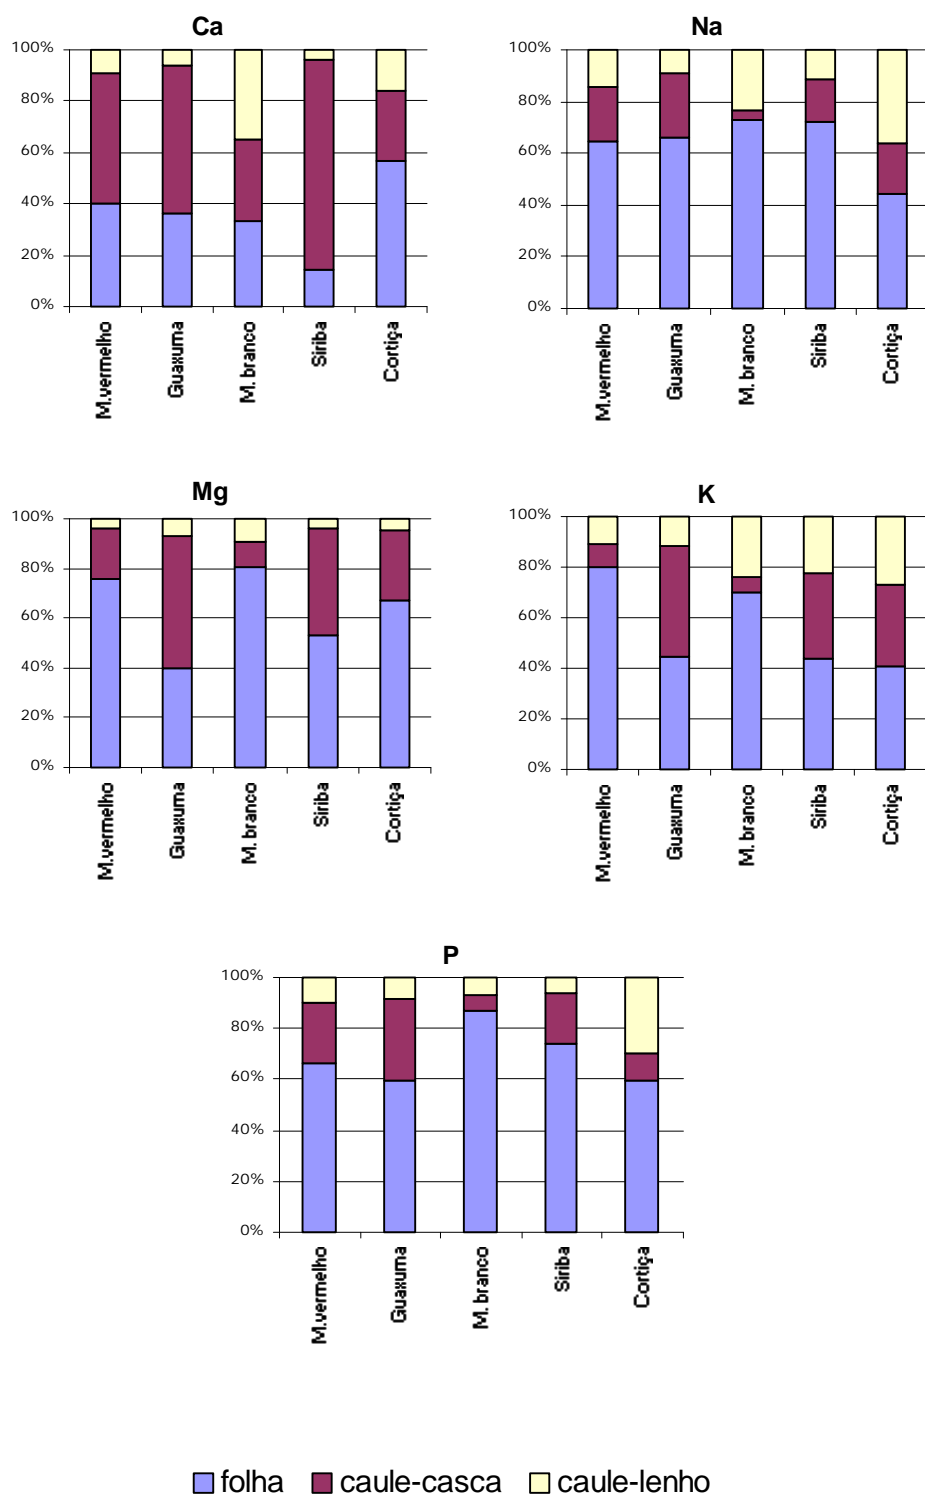 Ca
100%
80%
60%
40%
20%
0%
M.vermelho
Guaxuma
M. branco
Siriba
Cortiça
Na
100%
80%
60%
40%
20%
0%
M.vermelho
Guaxuma
M. branco
Siriba
Cortiça
Mg
100%
80%
60%
40%
20%
0%
M.vermelho
Guaxuma
M. branco
Siriba
Cortiça
K
100%
80%
60%
40%
20%
0%
M.vermelho
Guaxuma
M. branco
Siriba
Cortiça
P
100%
80%
60%
40%
20%
0%
M.vermelho
Guaxuma
M. branco
Siriba
Cortiça
folha caule-casca caule-lenho